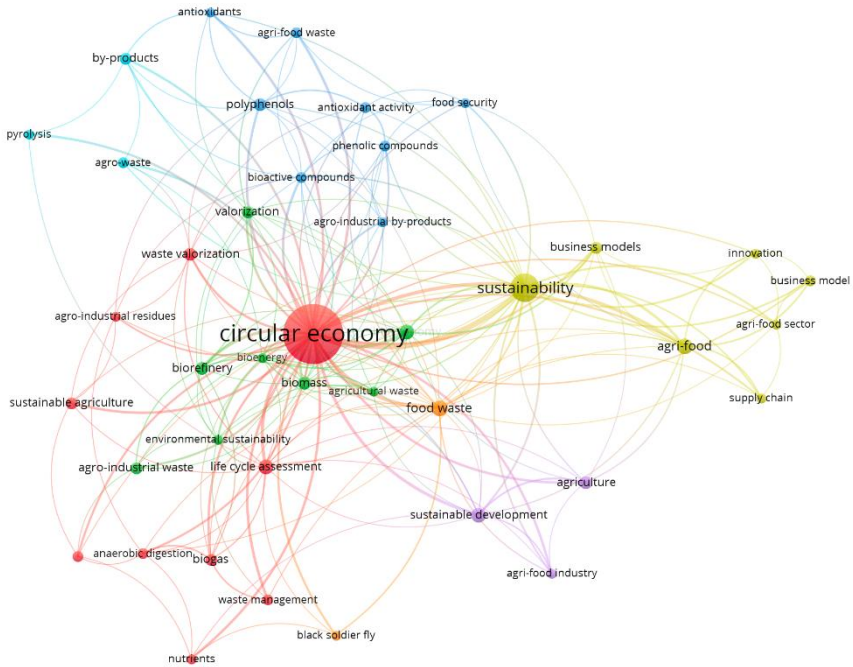 antioxidants
agri-food waste
by-products
polyphenols
antioxidant activity
food security
pyrolysis
phenolic compounds
agro-waste
bioactive compounds
valorization
agro-industrial by-products
waste valorization
business models
innovation
business model
sustainability
agro-industrial residues
agri-food sector
circular economy
agri-food
bioenergy
biorefinery
biomass
agricultural waste
supply chain
sustainable agriculture
food waste
environmental sustainability
agro-industrial waste
life cycle assessment
agriculture
sustainable development
anaerobic digestion
biogas
agri-food industry
waste management
black soldier fly
nutrients